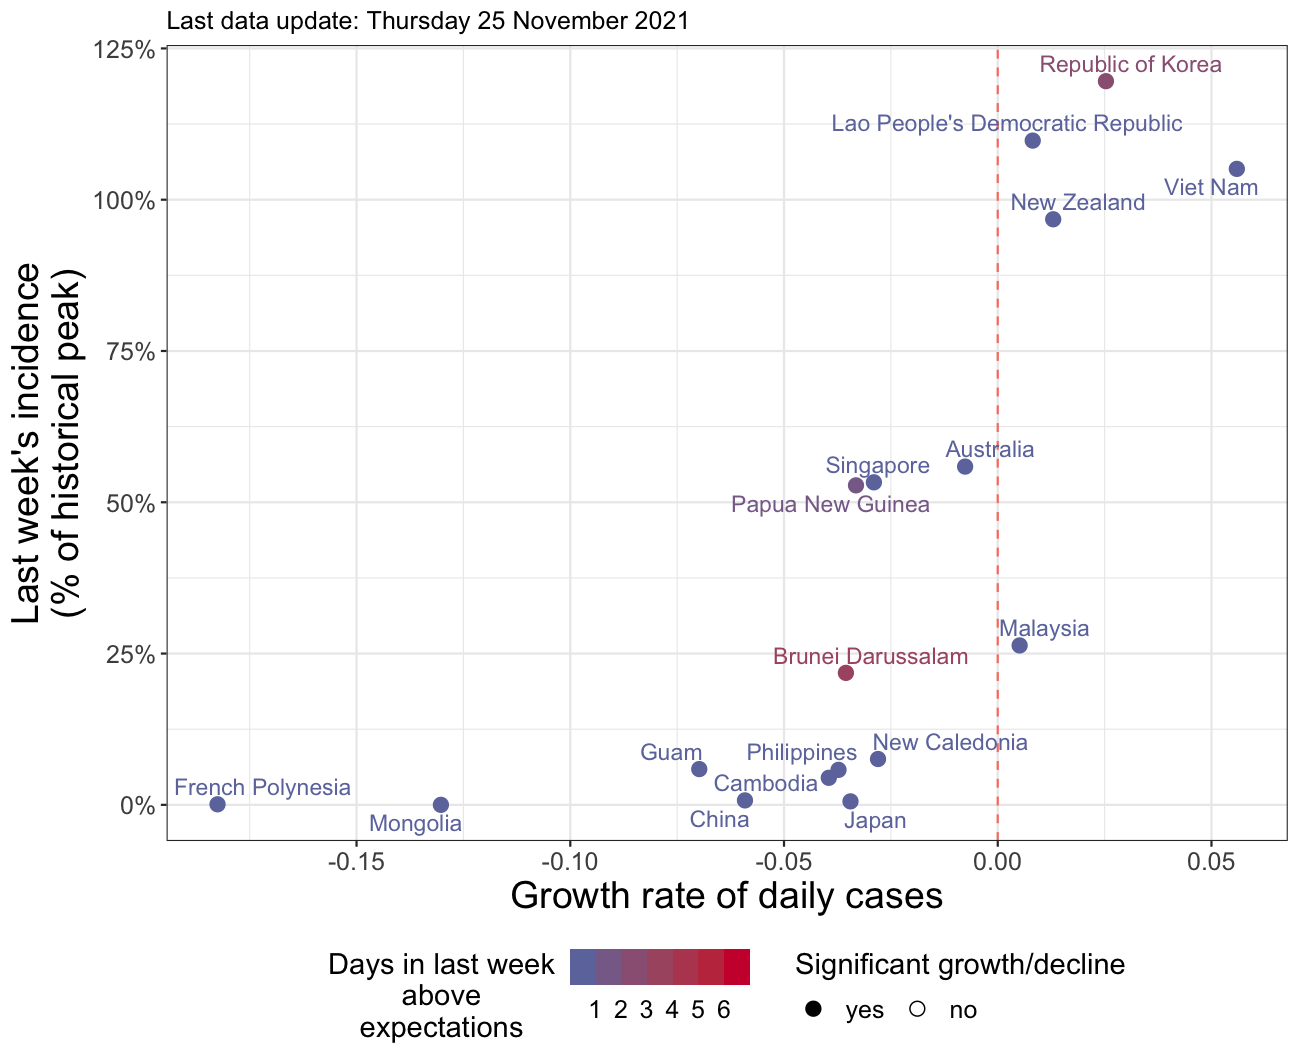 Last data update: Thursday 25 November 2021
125%
Republic of Korea
Lao People's Democratic Republic
Viet Nam
100%
New Zealand
Last week's incidence
(% of historical peak)
75%
Australia
Singapore
50%
Papua New Guinea
Malaysia
25%
Brunei Darussalam
New Caledonia
Guam
Philippines
Cambodia
French Polynesia
0%
China
Japan
Mongolia
-0.15
-0.10
-0.05
0.00
0.05
Growth rate of daily cases
Days in last week
above
expectations
1 2 3 4 5 6
Significant growth/decline
yes
no